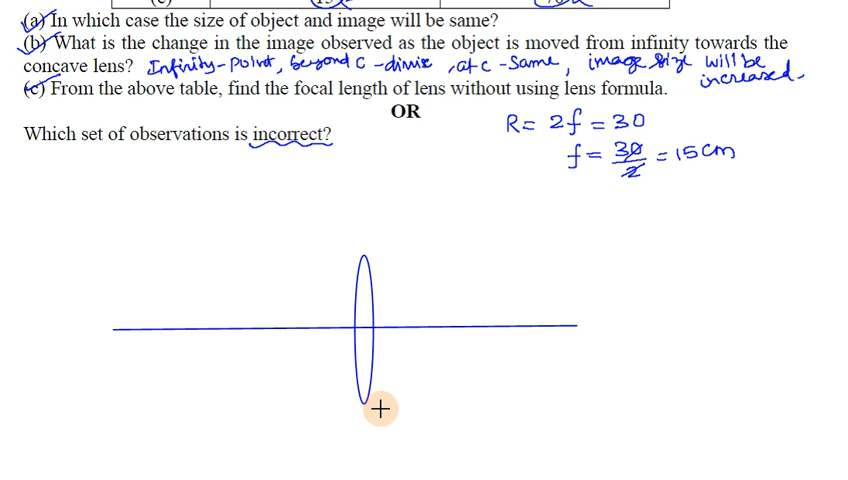 (a) In which case the size of object and image will be same?
(b) What is the change in the image observed as the object is moved from infinity towards the
concave lens? Infinity-Point, beyond C - dimise, at c - Same, image size will be increased.
(c) From the above table, find the focal length of lens without using lens formula.
OR
Which set of observations is incorrect?
R = 2f = 30
f = 30/2 = 15 cm